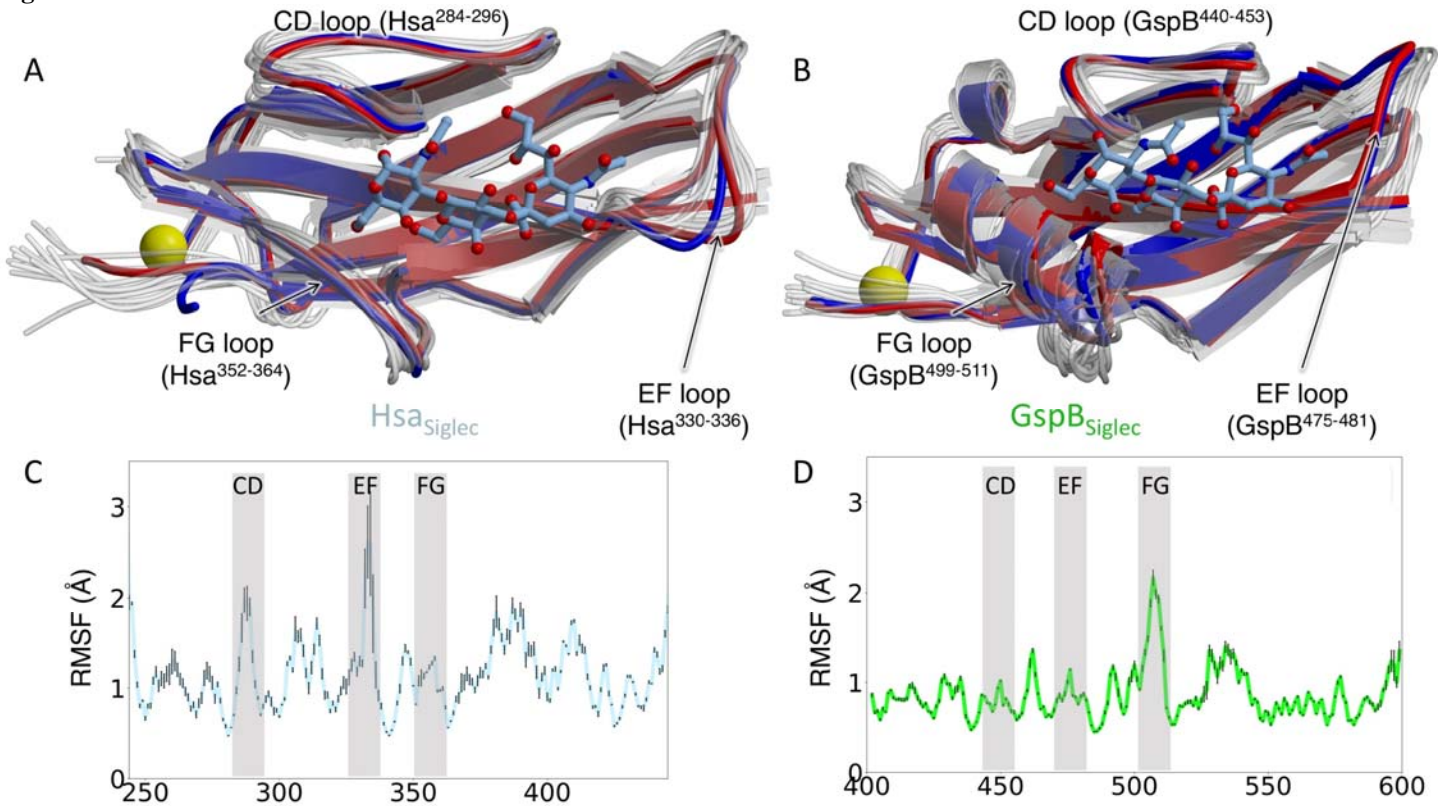 CD loop (Hsa284-296)
A
FG loop
(Hsa352-364)
EF loop
(Hsa330-336)
HsaSiglec
CD loop (GspB440-453)
B
FG loop
(GspB499-511)
EF loop
(GspB475-481)
GspBSiglec
C
CD
EF
FG
RMSF (Å)
3
2
1
0
250
300
350
400
D
CD
EF
FG
RMSF (Å)
3
2
1
0
400
450
500
550
600